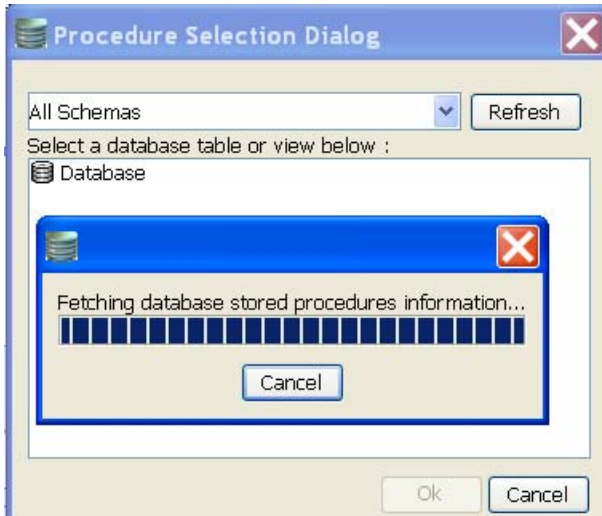 Procedure Selection Dialog
All Schemas
Refresh
Select a database table or view below :
Database
Fetching database stored procedures information...
Cancel
Ok
Cancel